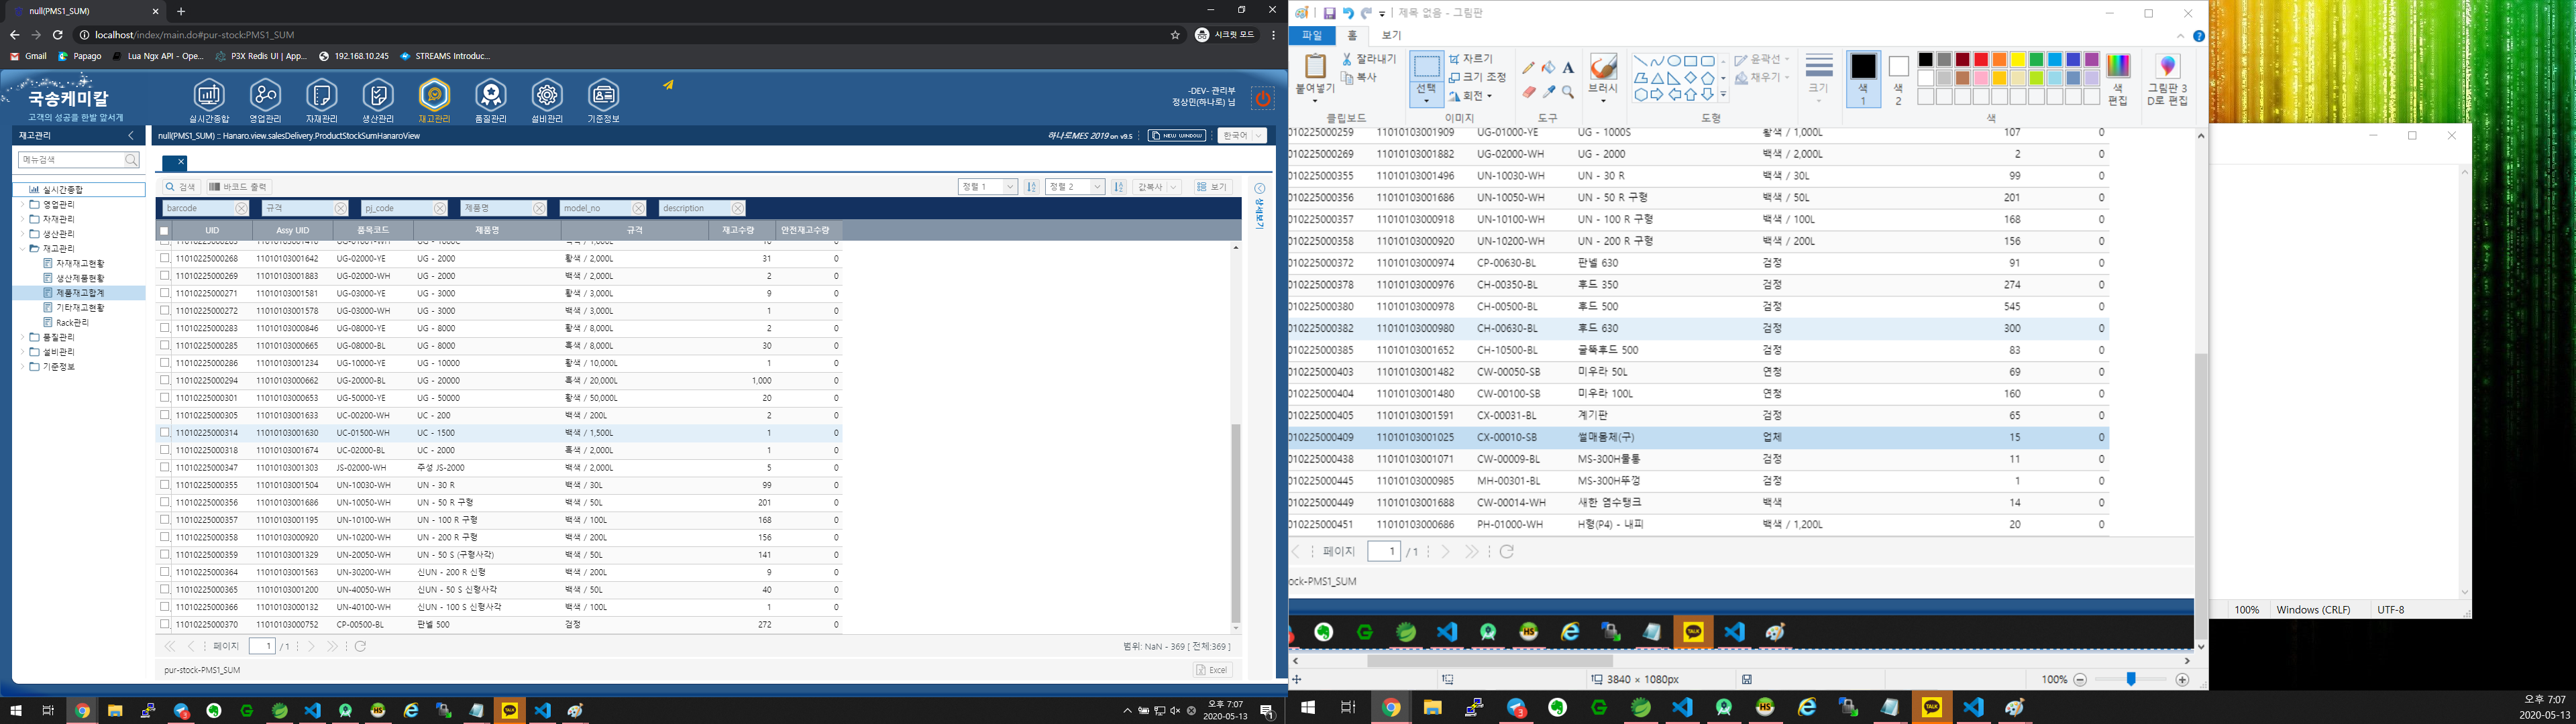 null(PMS1_SUM)
localhost/index/main.do#pur-stock:PMS1_SUM
시크릿 모드
Gmail
Papago
Lua Ngx API - Ope...
P3X Redis UI | App...
192.168.10.245
STREAMS Introduc...
국송케미칼
고객의 성공을 한발 앞서게
실시간종합
영업관리
자재관리
생산관리
재고관리
품질관리
설비관리
기준정보
-DEV- 관리부
정상민(하나로) 님
재고관리
null(PMS1_SUM) :: Hanaro.view.salesDelivery.ProductStockSumHanaroView
하나로MES 2019 on v9.5
NEW WINDOW
한국어
메뉴검색
실시간종합
영업관리
자재관리
생산관리
재고관리
자재재고현황
생산제품현황
제품재고합계
기타재고현황
Rack관리
품질관리
설비관리
기준정보
검색
바코드 출력
정렬 1
정렬 2
값복사
보기
상세보기
barcode
규격
pj_code
제품명
model_no
description
UID Assy UID 품목코드 제품명 규격 재고수량 안전재고수량
11010225000268 11010103001642 UG-02000-YE UG - 2000 황색 / 2,000L 31 0
11010225000269 11010103001883 UG-02000-WH UG - 2000 백색 / 2,000L 2 0
11010225000271 11010103001581 UG-03000-YE UG - 3000 황색 / 3,000L 9 0
11010225000272 11010103001578 UG-03000-WH UG - 3000 백색 / 3,000L 1 0
11010225000283 11010103000846 UG-08000-YE UG - 8000 황색 / 8,000L 2 0
11010225000285 11010103000665 UG-08000-BL UG - 8000 흑색 / 8,000L 30 0
11010225000286 11010103001234 UG-10000-YE UG - 10000 황색 / 10,000L 1 0
11010225000294 11010103000662 UG-20000-BL UG - 20000 흑색 / 20,000L 1,000 0
11010225000301 11010103000653 UG-50000-YE UG - 50000 황색 / 50,000L 20 0
11010225000305 11010103001633 UC-00200-WH UC - 200 백색 / 200L 2 0
11010225000314 11010103001630 UC-01500-WH UC - 1500 백색 / 1,500L 1 0
11010225000318 11010103001674 UC-02000-BL UC - 2000 흑색 / 2,000L 1 0
11010225000347 11010103001303 JS-02000-WH 주성 JS-2000 백색 / 2,000L 5 0
11010225000355 11010103001504 UN-10030-WH UN - 30 R 백색 / 30L 99 0
11010225000356 11010103001686 UN-10050-WH UN - 50 R 구형 백색 / 50L 201 0
11010225000357 11010103001195 UN-10100-WH UN - 100 R 구형 백색 / 100L 168 0
11010225000358 11010103000920 UN-10200-WH UN - 200 R 구형 백색 / 200L 156 0
11010225000359 11010103001329 UN-20050-WH UN - 50 S (구형사각) 백색 / 50L 141 0
11010225000364 11010103001563 UN-30200-WH 신UN - 200 R 신형 백색 / 200L 9 0
11010225000365 11010103001200 UN-40050-WH 신UN - 50 S 신형사각 백색 / 50L 40 0
11010225000366 11010103000132 UN-40100-WH 신UN - 100 S 신형사각 백색 / 100L 1 0
11010225000370 11010103000752 CP-00500-BL 판넬 500 검정 272 0
페이지 1 / 1
범위: NaN - 369 [ 전체:369 ]
pur-stock-PMS1_SUM
Excel
오후 7:07
2020-05-13
제목 없음 - 그림판
파일 홈 보기
붙여넣기
잘라내기
복사
클립보드
선택
자르기
크기 조정
회전
이미지
도구
브러시
윤곽선
채우기
도형
크기
색 1
색 2
색 편집
그림판 3D로 편집
색
010225000259 11010103001909 UG-01000-YE UG - 1000S 황색 / 1,000L 107 0
010225000269 11010103001882 UG-02000-WH UG - 2000 백색 / 2,000L 2 0
010225000355 11010103001496 UN-10030-WH UN - 30 R 백색 / 30L 99 0
010225000356 11010103001686 UN-10050-WH UN - 50 R 구형 백색 / 50L 201 0
010225000357 11010103000918 UN-10100-WH UN - 100 R 구형 백색 / 100L 168 0
010225000358 11010103000920 UN-10200-WH UN - 200 R 구형 백색 / 200L 156 0
010225000372 11010103000974 CP-00630-BL 판넬 630 검정 91 0
010225000378 11010103000976 CH-00350-BL 후드 350 검정 274 0
010225000380 11010103000978 CH-00500-BL 후드 500 검정 545 0
010225000382 11010103000980 CH-00630-BL 후드 630 검정 300 0
010225000385 11010103001652 CH-10500-BL 굴뚝후드 500 검정 83 0
010225000403 11010103001482 CW-00050-SB 미우라 50L 연청 69 0
010225000404 11010103001480 CW-00100-SB 미우라 100L 연청 160 0
010225000405 11010103001591 CX-00031-BL 계기판 검정 65 0
010225000409 11010103001025 CX-00010-SB 썰매몸체(구) 업체 15 0
010225000438 11010103001071 CW-00009-BL MS-300H물통 검정 11 0
010225000445 11010103000985 MH-00301-BL MS-300H뚜껑 검정 1 0
010225000449 11010103001688 CW-00014-WH 새한 염수탱크 백색 14 0
010225000451 11010103000686 PH-01000-WH H형(P4) - 내피 백색 / 1,200L 20 0
페이지 1 / 1
ock-PMS1_SUM
3840 × 1080px
100%
100%
Windows (CRLF)
UTF-8
오후 7:07
2020-05-13